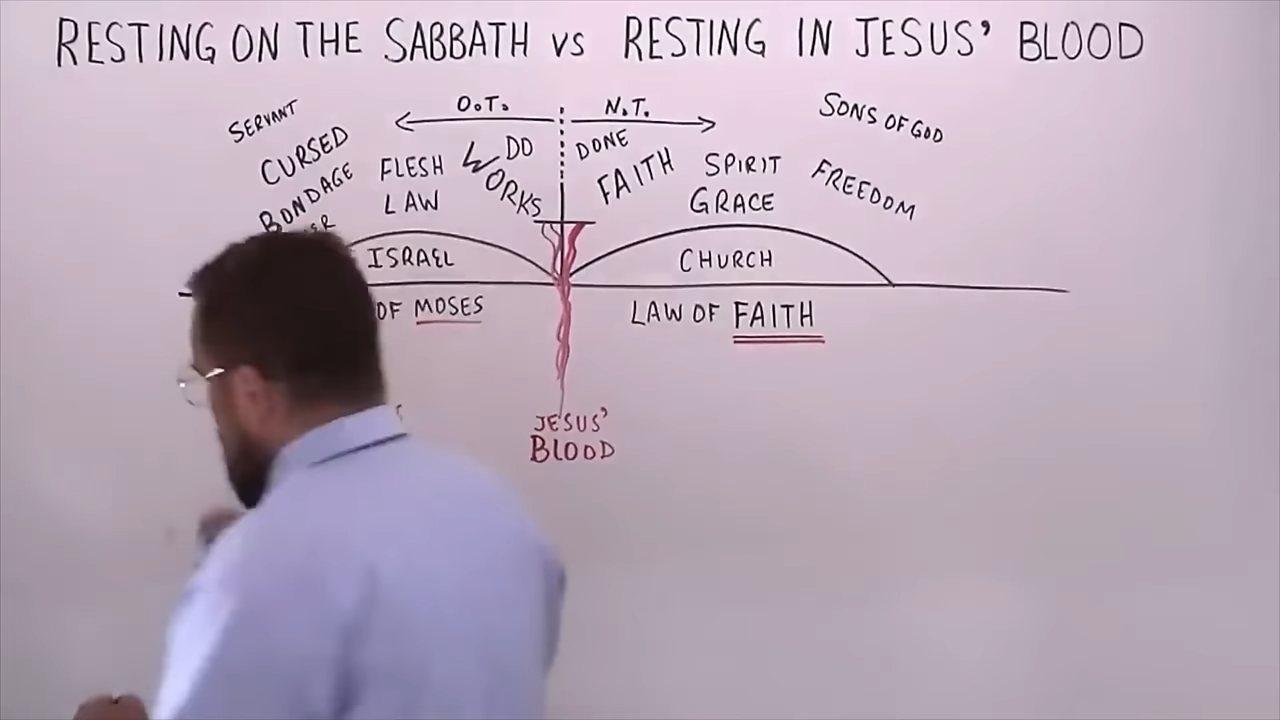 RESTING ON THE SABBATH VS RESTING IN JESUS' BLOOD
O.T. N.T.
SERVANT
CURSED
BONDAGE
FLESH
LAW
DO
WORKS
DONE
FAITH
SPIRIT
GRACE
SONS OF GOD
FREEDOM
ISRAEL
CHURCH
OF MOSES
LAW OF FAITH
JESUS'
BLOOD